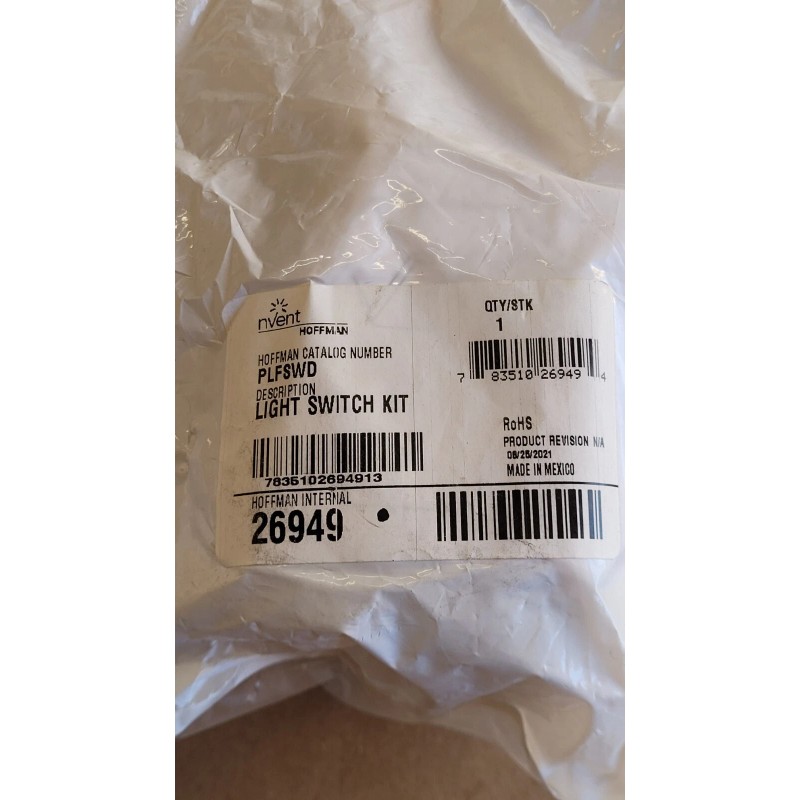 nvent
HOFFMAN
HOFFMAN CATALOG NUMBER
PLFSWD
DESCRIPTION
LIGHT SWITCH KIT
7835102694913
HOFFMAN INTERNAL
26949
QTY/STK
1
7 83510 26949 4
RoHS
PRODUCT REVISION N/A
08/25/2021
MADE IN MEXICO